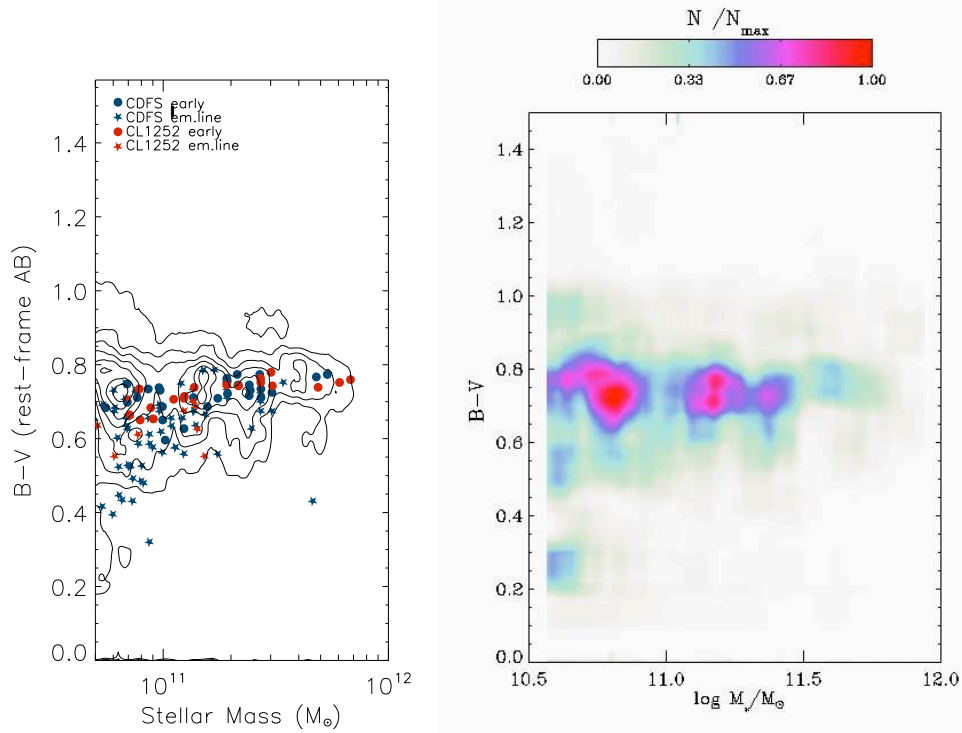 CDFS early
CDFS em.line
CL1252 early
CL1252 em.line
1.4
1.2
1.0
0.8
0.6
0.4
0.2
0.0
B-V (rest-frame AB)
10¹¹ 10¹²
Stellar Mass (M⊙)
N /Nmax
0.00 0.33 0.67 1.00
1.4
1.2
1.0
0.8
0.6
0.4
0.2
0.0
B-V
10.5 11.0 11.5 12.0
log M*/M⊙